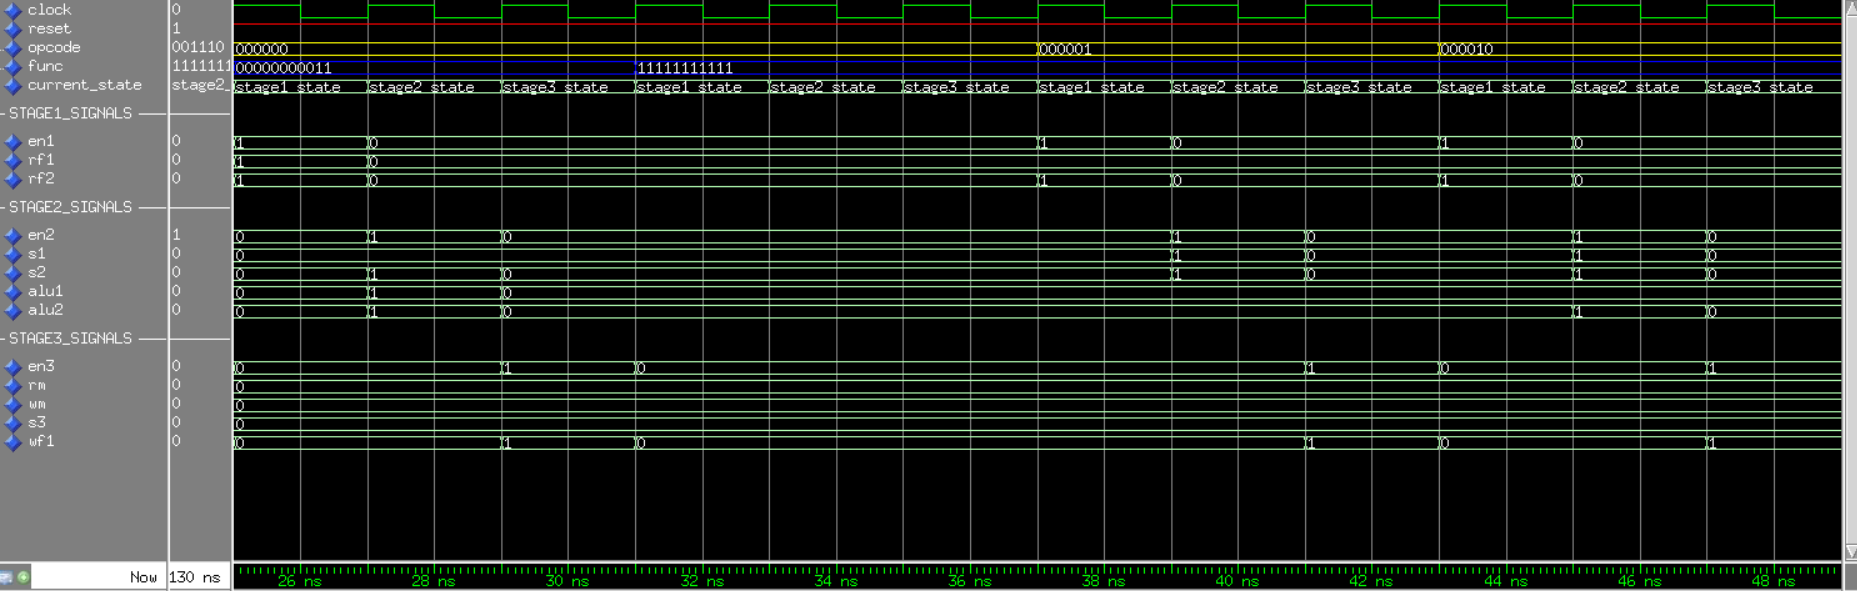 clock 0
reset 1
opcode 001110 000000 000001 000010
func 1111111 00000000011 11111111111
current_state stage2_ stage1_state stage2_state stage3_state stage1_state stage2_state stage3_state stage1_state stage2_state stage3_state stage1_state stage2_state stage3_state
STAGE1_SIGNALS
en1 0 1 0 1 0 1 0
rf1 0 1 0
rf2 0 1 0 1 0 1 0
STAGE2_SIGNALS
en2 1 0 1 0 1 0 1 0
s1 0 0 1 0 1 0
s2 0 0 1 0 1 0 1 0
alu1 0 0 1 0
alu2 0 0 1 0 1 0
STAGE3_SIGNALS
en3 0 0 1 0 1 0 1
rm 0 0
wm 0 0
s3 0 0
wf1 0 0 1 0 1 0 1
Now 130 ns 26 ns 28 ns 30 ns 32 ns 34 ns 36 ns 38 ns 40 ns 42 ns 44 ns 46 ns 48 ns